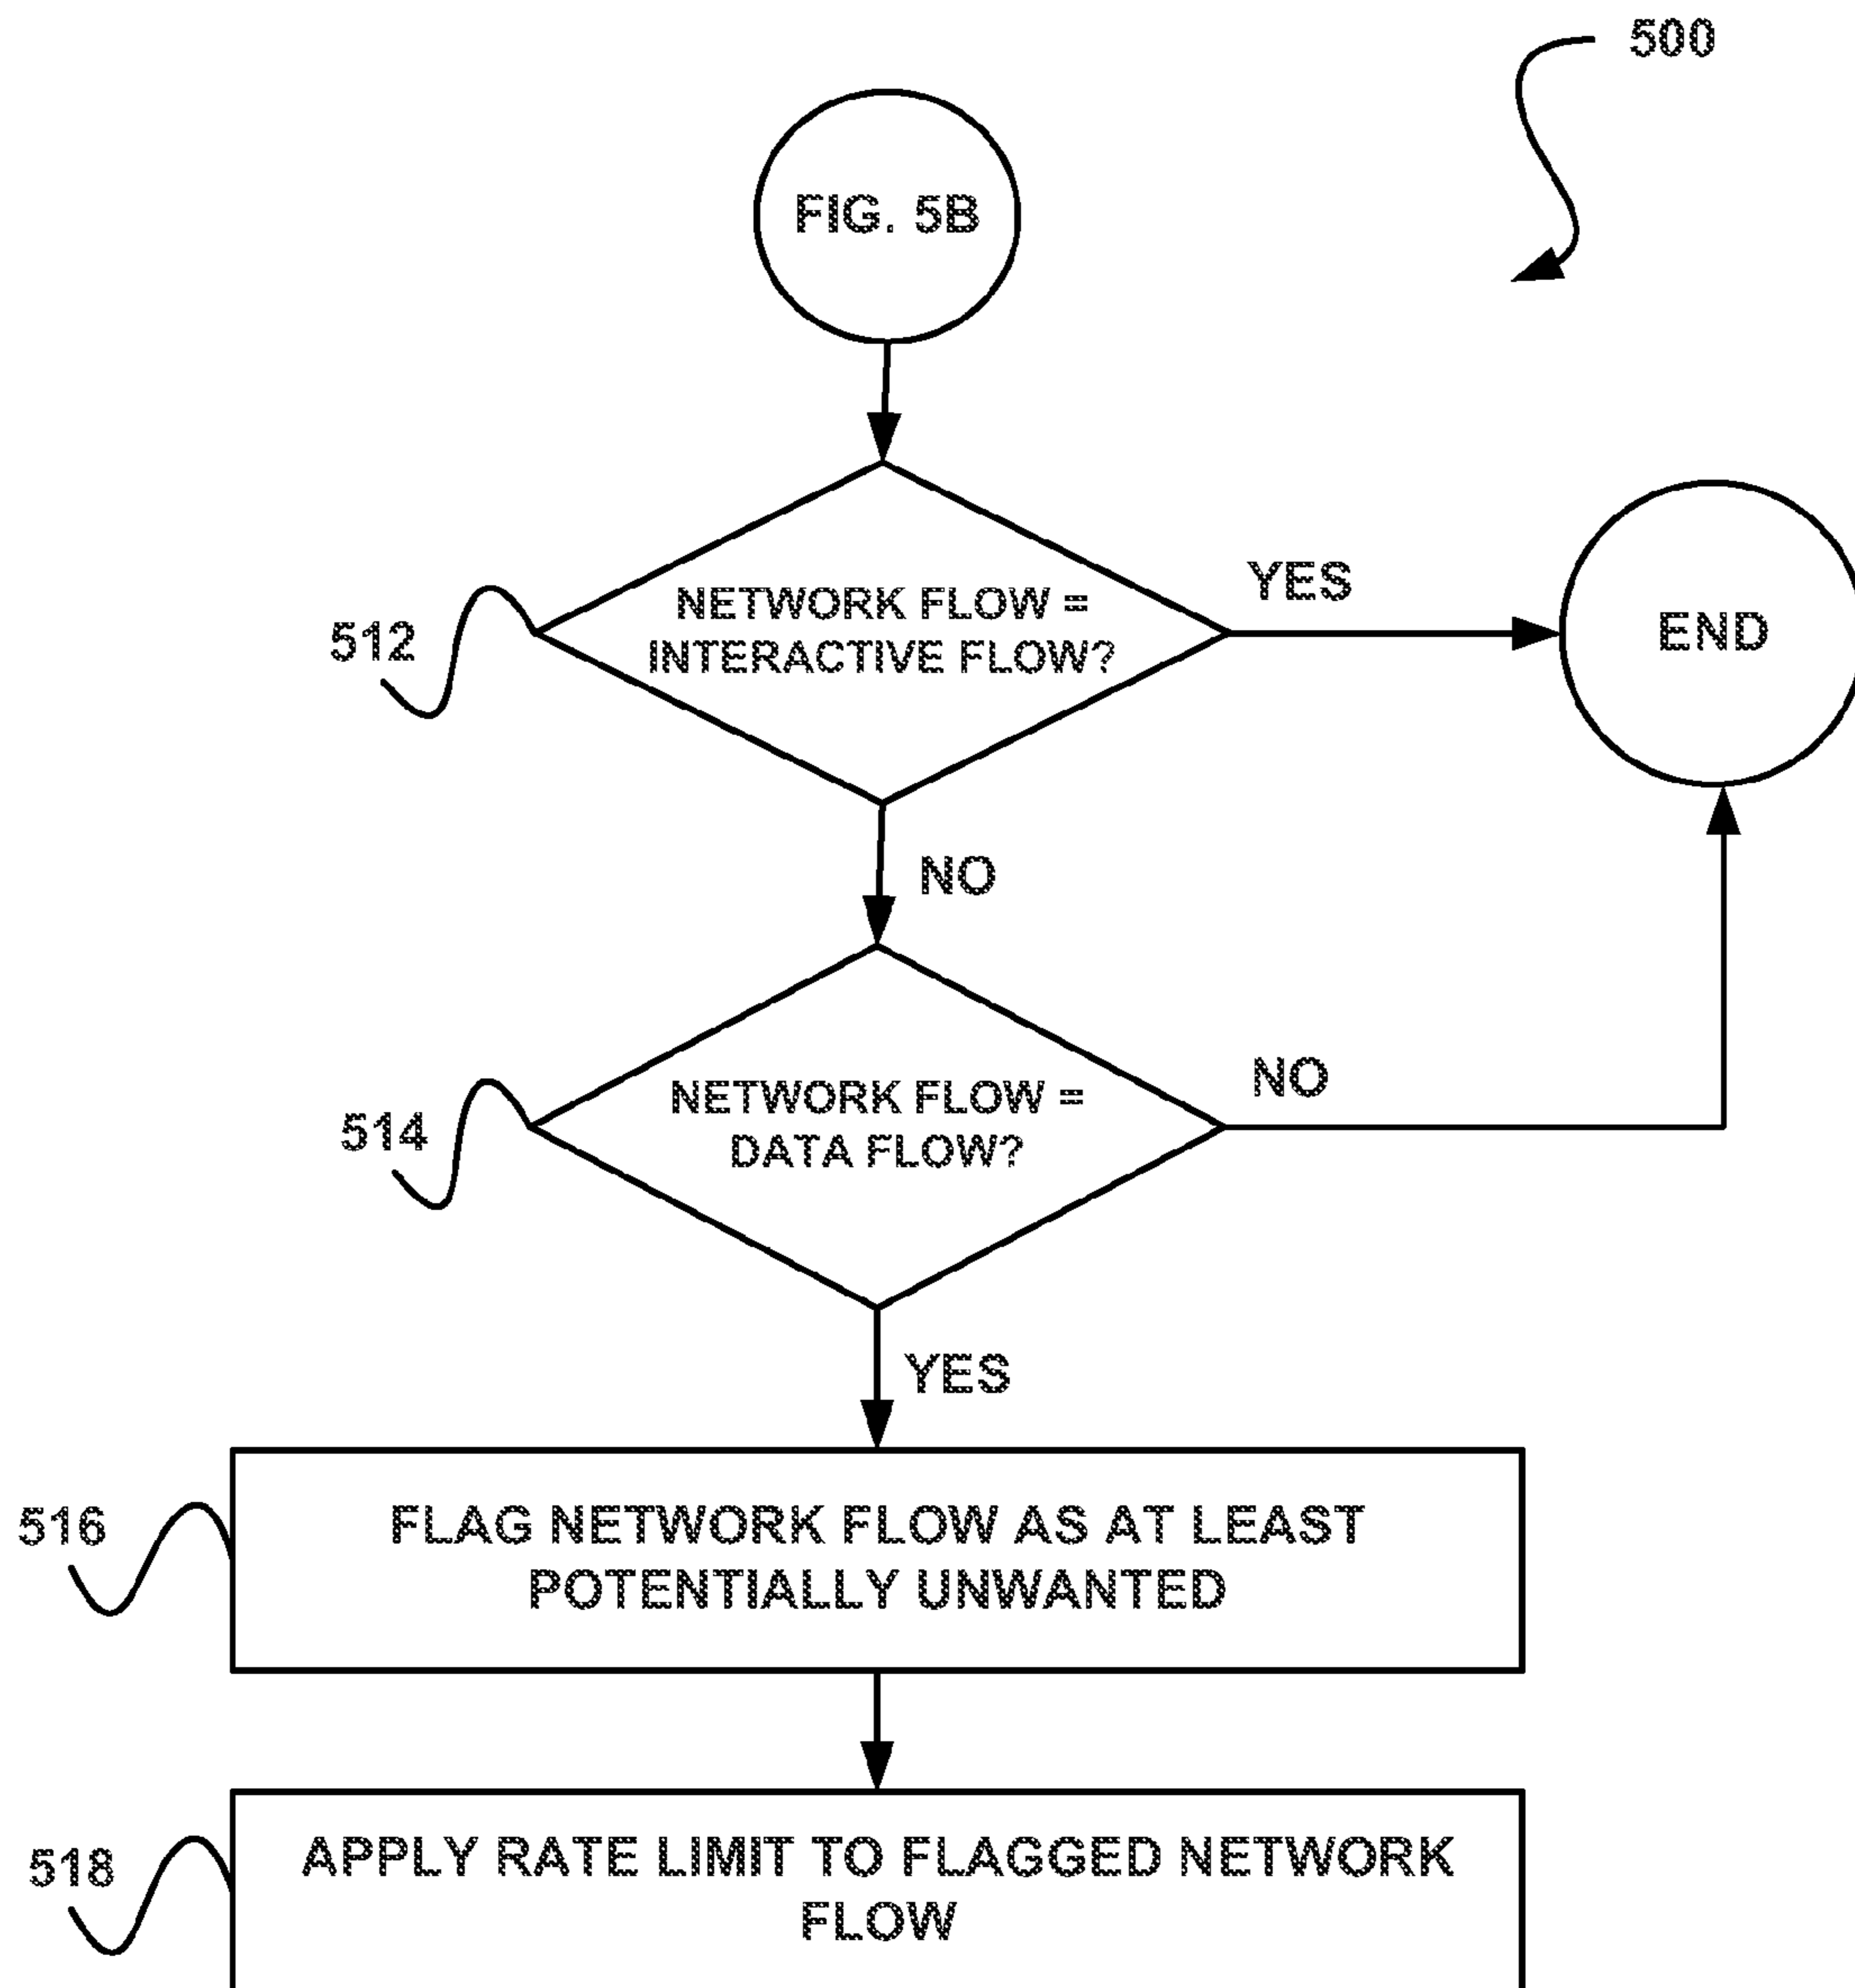 500
FIG. 5B
NETWORK FLOW =
INTERACTIVE FLOW?
YES
END
512
NO
NETWORK FLOW =
DATA FLOW?
NO
514
YES
516
FLAG NETWORK FLOW AS AT LEAST
POTENTIALLY UNWANTED
518
APPLY RATE LIMIT TO FLAGGED NETWORK
FLOW